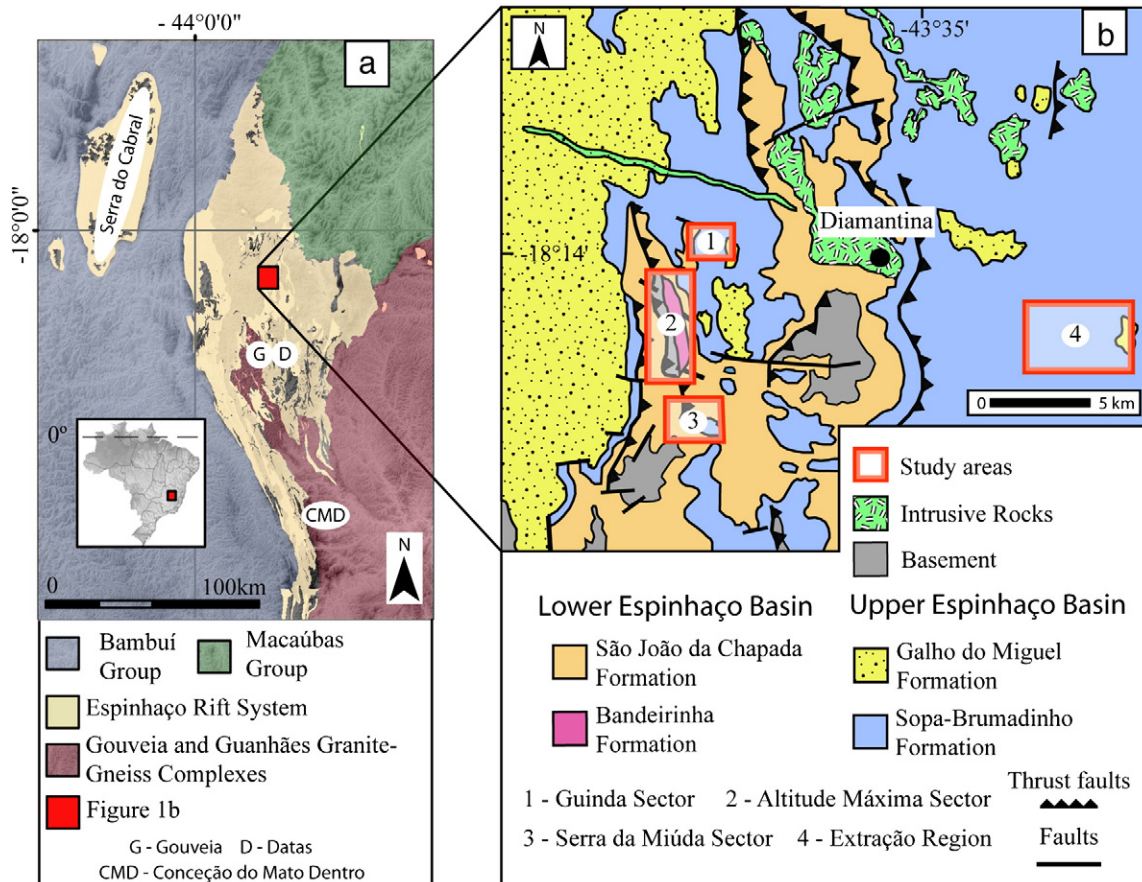 -44°0'0"
a
Serra do Cabral
-18°0'0"
G D
0º
CMD
N
0 100km
Bambuí Group
Macaúbas Group
Espinhaço Rift System
Gouveia and Guanhães Granite-
Gneiss Complexes
Figure 1b
G - Gouveia D - Datas
CMD - Conceção do Mato Dentro
N
-43°35'
b
Diamantina
-18°14'
1
2
3
4
0 5 km
Study areas
Intrusive Rocks
Basement
Lower Espinhaço Basin
São João da Chapada
Formation
Bandeirinha
Formation
Upper Espinhaço Basin
Galho do Miguel
Formation
Sopa-Brumadinho
Formation
1 - Guinda Sector 2 - Altitude Máxima Sector
3 - Serra da Miúda Sector 4 - Extração Region
Thrust faults
Faults